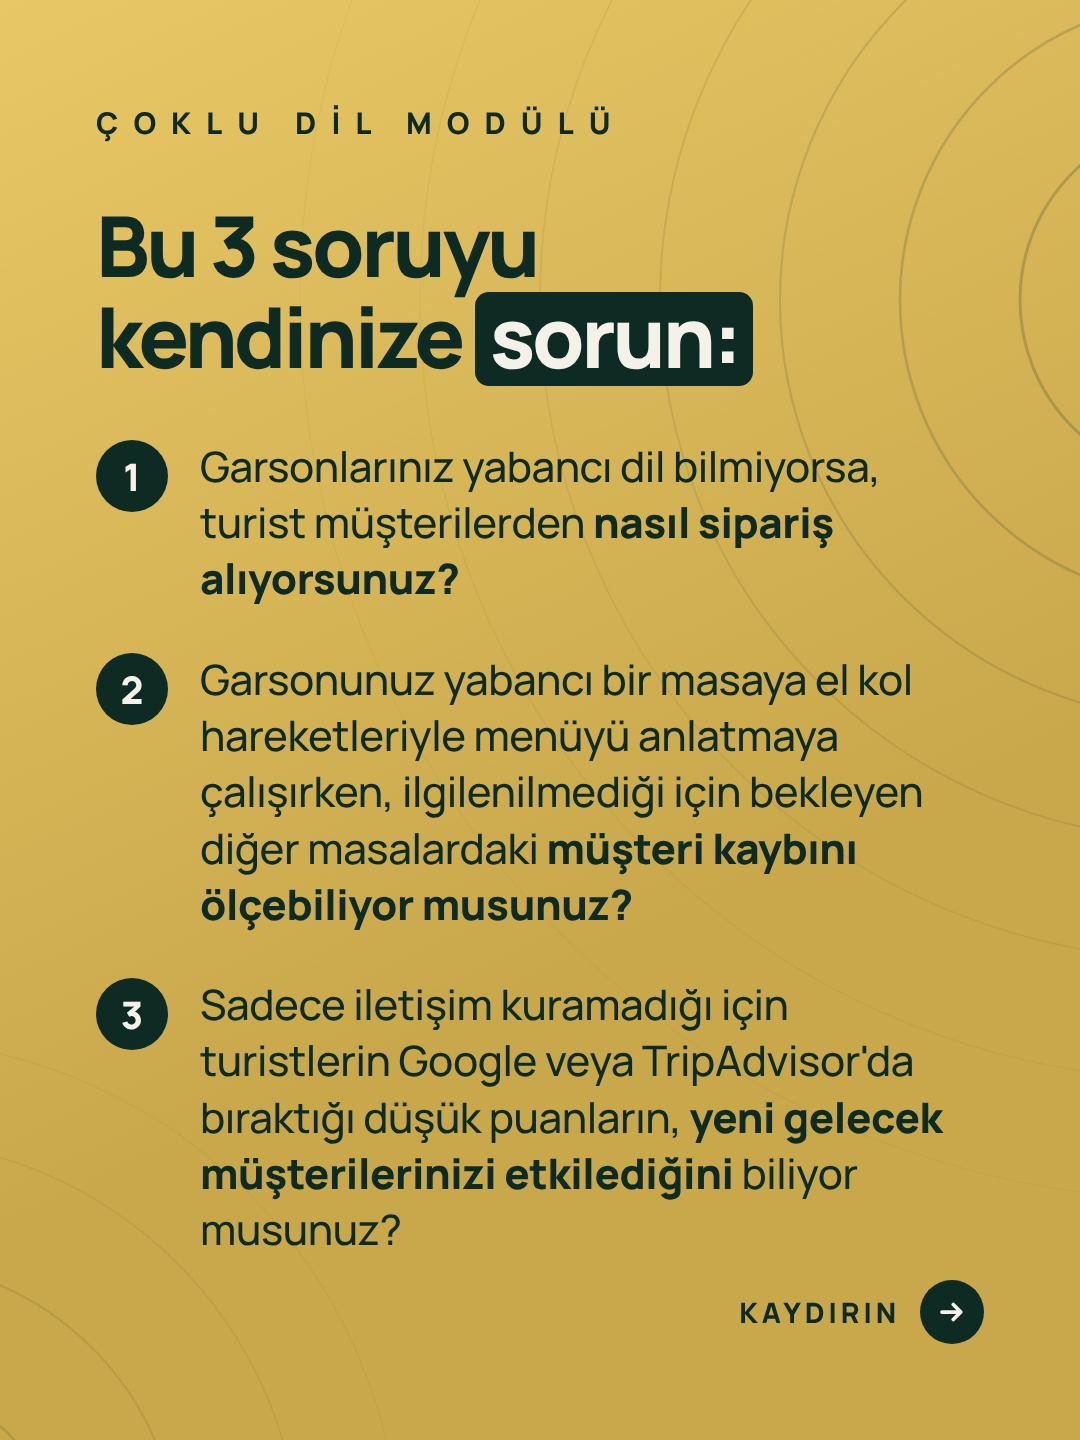 ÇOKLU DİL MODÜLÜ
Bu 3 soruyu
kendinize sorun:
1 Garsonlarınız yabancı dil bilmiyorsa,
turist müşterilerden nasıl sipariş
alıyorsunuz?
2 Garsonunuz yabancı bir masaya el kol
hareketleriyle menüyü anlatmaya
çalışırken, ilgilenilmediği için bekleyen
diğer masalardaki müşteri kaybını
ölçebiliyor musunuz?
3 Sadece iletişim kuramadığı için
turistlerin Google veya TripAdvisor'da
bıraktığı düşük puanların, yeni gelecek
müşterilerinizi etkilediğini biliyor
musunuz?
KAYDIRIN →